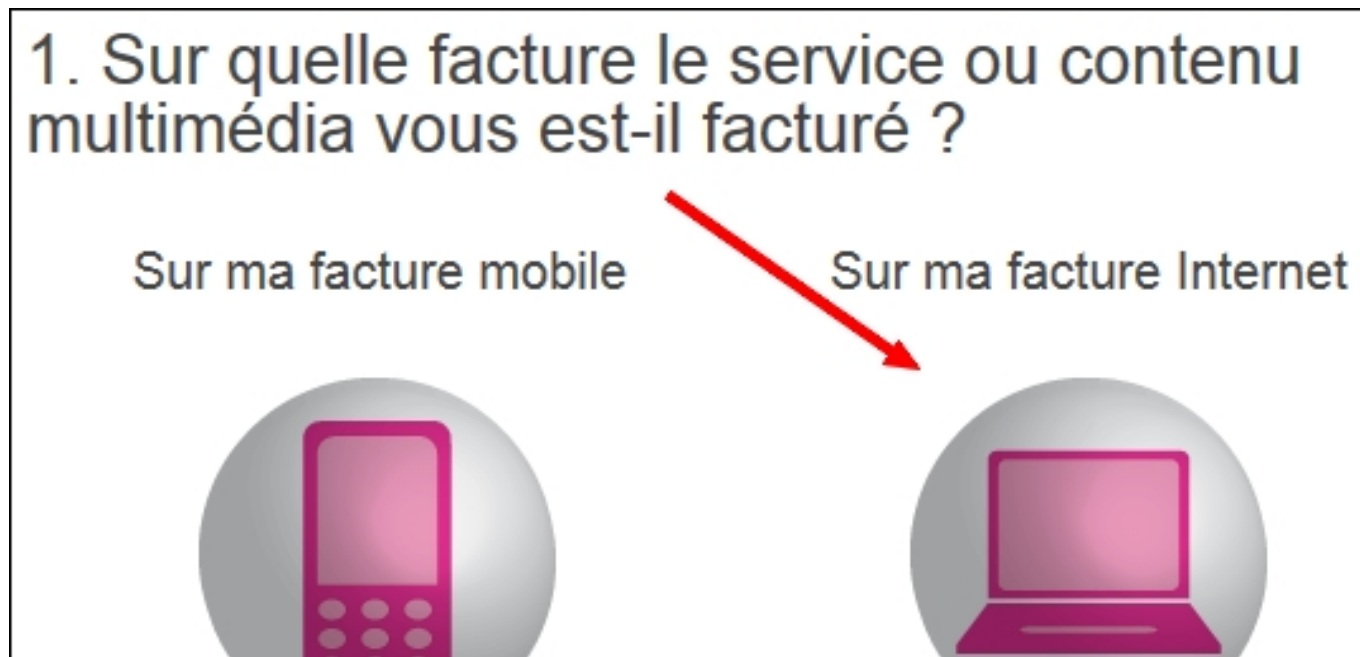 1. Sur quelle facture le service ou contenu
multimédia vous est-il facturé ?
Sur ma facture mobile
Sur ma facture Internet